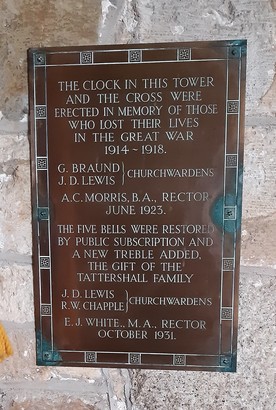 THE CLOCK IN THIS TOWER
AND THE CROSS WERE
ERECTED IN MEMORY OF THOSE
WHO LOST THEIR LIVES
IN THE GREAT WAR
1914~1918.
G. BRAUND
J. D. LEWIS } CHURCHWARDENS
A.C. MORRIS, B.A., RECTOR
JUNE 1923.
THE FIVE BELLS WERE RESTORED
BY PUBLIC SUBSCRIPTION AND
A NEW TREBLE ADDED,
THE GIFT OF THE
TATTERSHALL FAMILY
J. D. LEWIS
R.W. CHAPPLE } CHURCHWARDENS
E. J. WHITE., M.A., RECTOR
OCTOBER 1931.